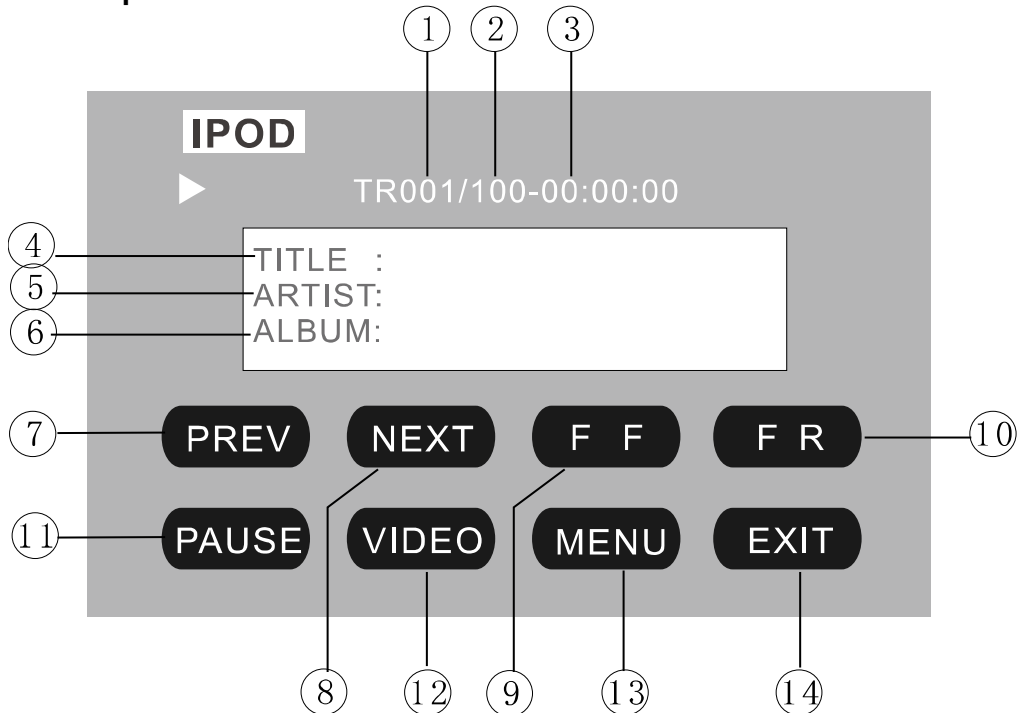 ① ② ③
IPOD
TR001/100-00:00:00
④ TITLE :
⑤ ARTIST:
⑥ ALBUM:
⑦ PREV NEXT F F F R ⑩
⑪ PAUSE VIDEO MENU EXIT
⑧ ⑫ ⑨ ⑬ ⑭